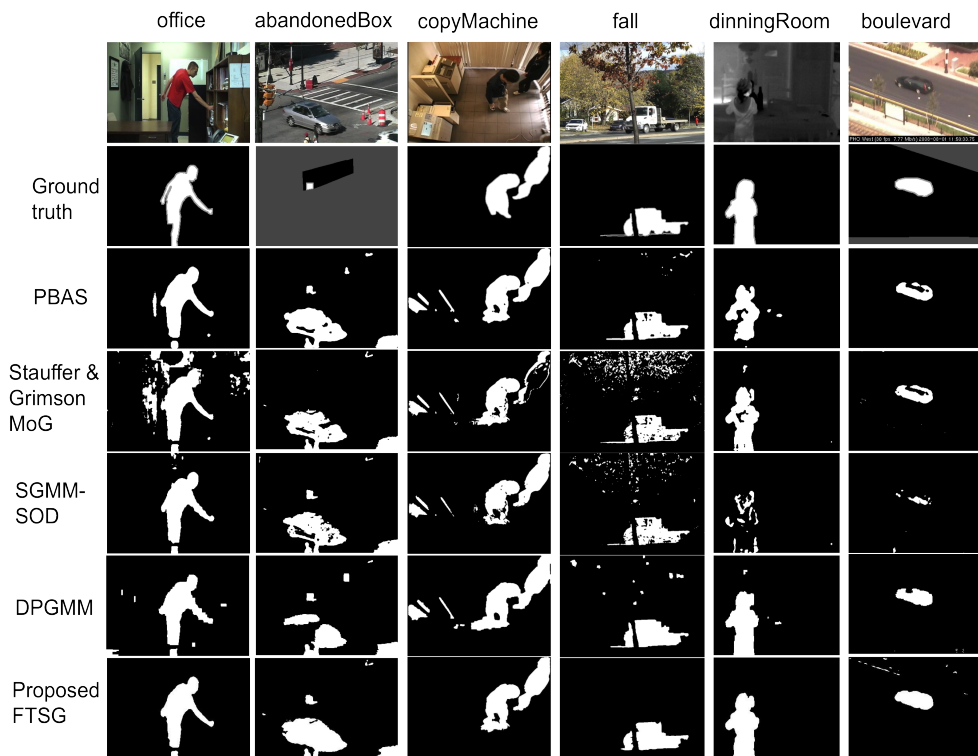 office abandonedBox copyMachine fall dinningRoom boulevard
Ground
truth
PBAS
Stauffer &
Grimson
MoG
SGMM-
SOD
DPGMM
Proposed
FTSG